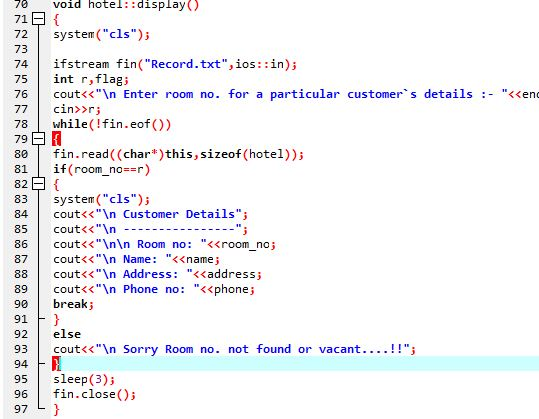 70 void hotel::display()
71 {
72 system("cls");
73
74 ifstream fin("Record.txt",ios::in);
75 int r,flag;
76 cout<<"\n Enter room no. for a particular customer`s details :- "<<end
77 cin>>r;
78 while(!fin.eof())
79 {
80 fin.read((char*)this,sizeof(hotel));
81 if(room_no==r)
82 {
83 system("cls");
84 cout<<"\n Customer Details";
85 cout<<"\n ----------------";
86 cout<<"\n\n Room no: "<<room_no;
87 cout<<"\n Name: "<<name;
88 cout<<"\n Address: "<<address;
89 cout<<"\n Phone no: "<<phone;
90 break;
91 }
92 else
93 cout<<"\n Sorry Room no. not found or vacant....!!";
94 }
95 sleep(3);
96 fin.close();
97 }